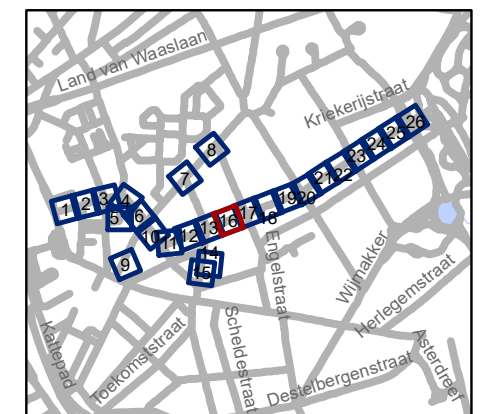 Land van Waaslaan
Kriekerijstraat
1
2
3
4
5
6
7
8
9
10
11
12
13
14
15
16
17
18
19
20
21
22
23
24
25
26
Engelstraat
Wijmakker
Herlegemstraat
Kattepad
Toekomststraat
Scheldestraat
Destelbergenstraat
Asterdreef